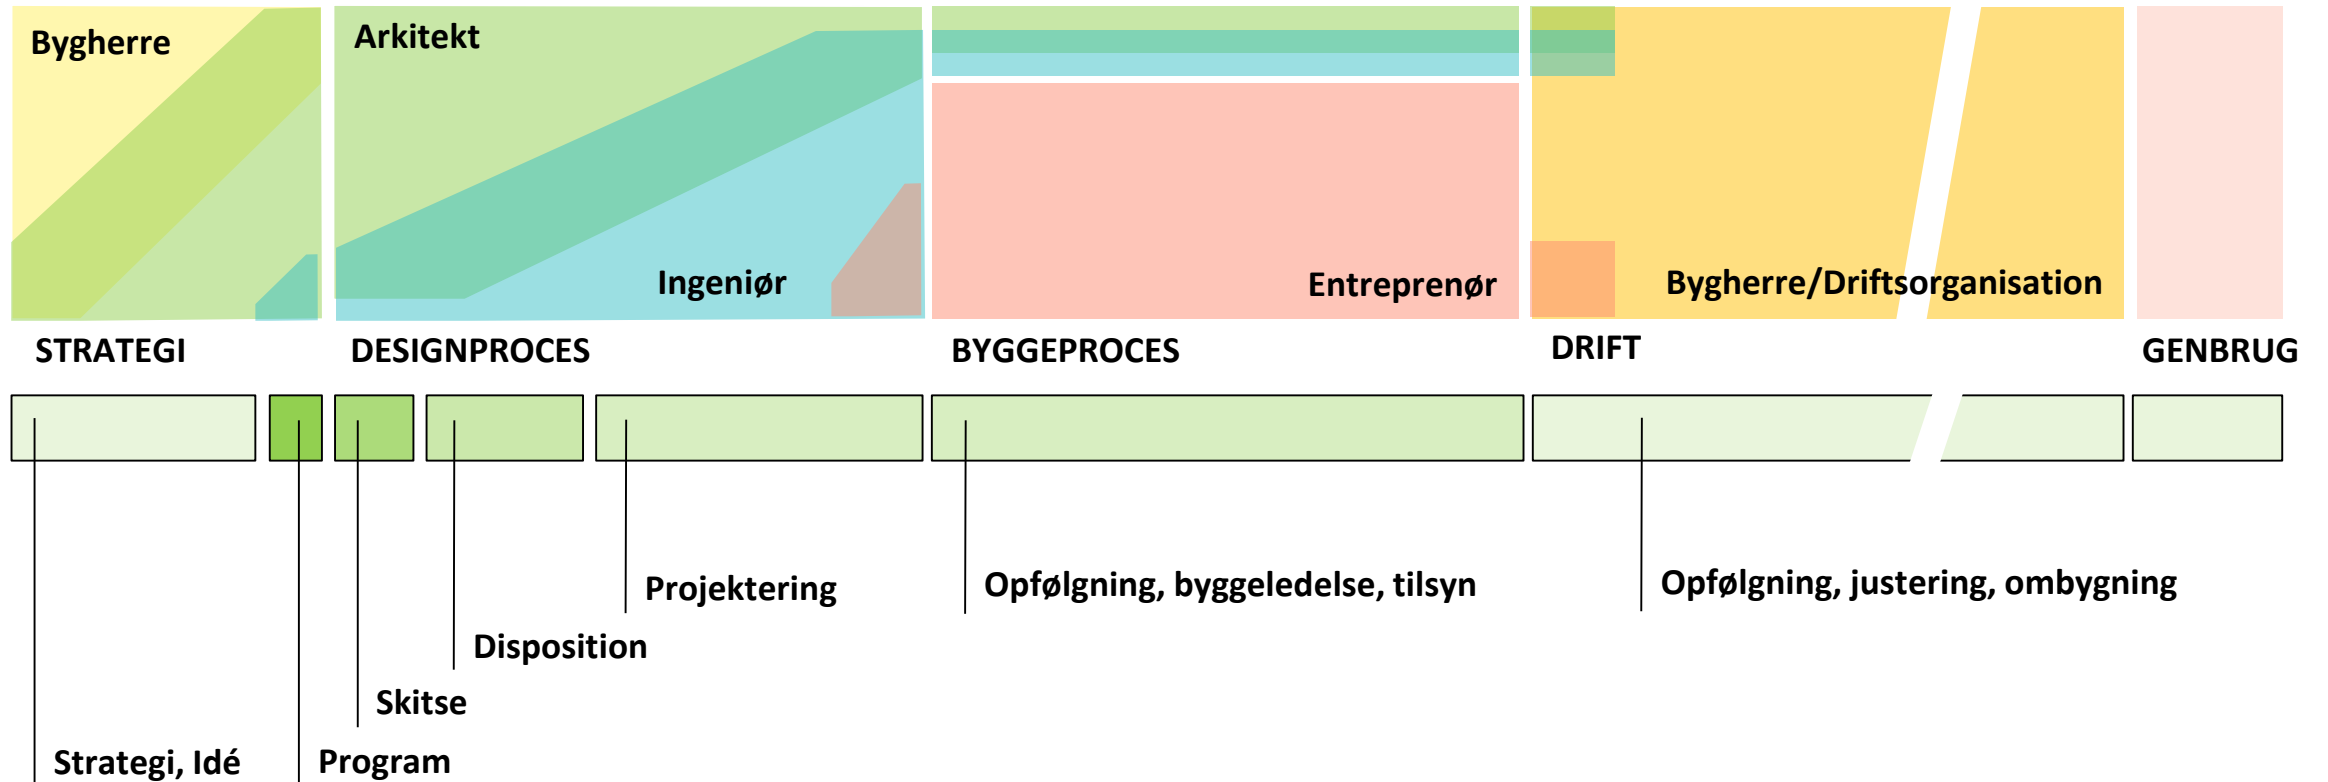 Bygherre
Arkitekt
Ingeniør
Entreprenør
Bygherre/Driftsorganisation
STRATEGI
DESIGNPROCES
BYGGEPROCES
DRIFT
GENBRUG
Projektering
Opfølgning, byggeledelse, tilsyn
Opfølgning, justering, ombygning
Disposition
Skitse
Strategi, Idé
Program